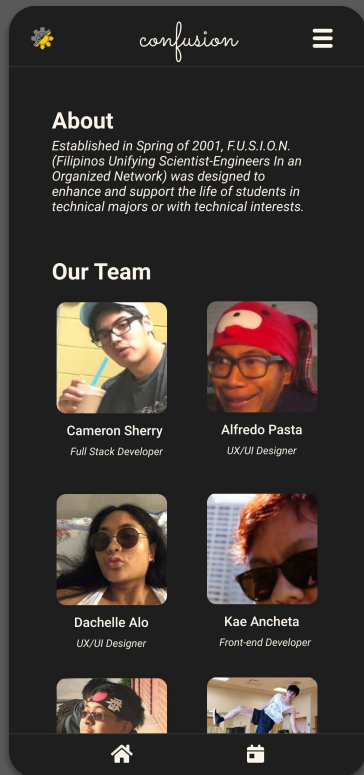 confusion
About
Established in Spring of 2001, F.U.S.I.O.N.
(Filipinos Unifying Scientist-Engineers In an
Organized Network) was designed to
enhance and support the life of students in
technical majors or with technical interests.
Our Team
Cameron Sherry
Alfredo Pasta
Full Stack Developer
UX/UI Designer
Dachelle Alo
Kae Ancheta
UX/UI Designer
Front-end Developer